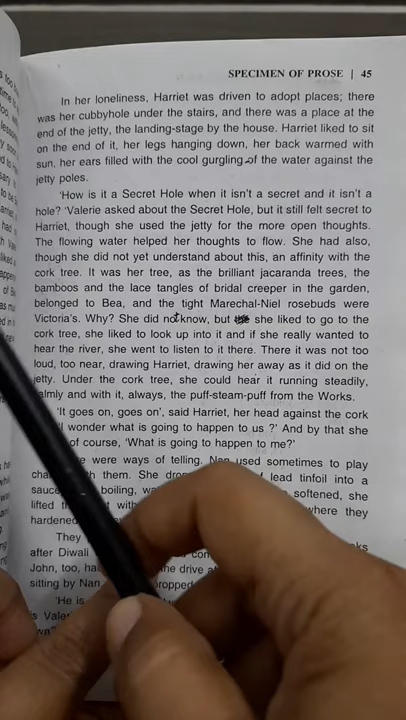 SPECIMEN OF PROSE | 45
In her loneliness, Harriet was driven to adopt places; there
was her cubbyhole under the stairs, and there was a place at the
end of the jetty, the landing-stage by the house. Harriet liked to sit
on the end of it, her legs hanging down, her back warmed with
sun, her ears filled with the cool gurgling of the water against the
jetty poles.
'How is it a Secret Hole when it isn't a secret and it isn't a
hole? 'Valerie asked about the Secret Hole, but it still felt secret to
Harriet, though she used the jetty for the more open thoughts.
The flowing water helped her thoughts to flow. She had also,
though she did not yet understand about this, an affinity with the
cork tree. It was her tree, as the brilliant jacaranda trees, the
bamboos and the lace tangles of bridal creeper in the garden,
belonged to Bea, and the tight Marechal-Niel rosebuds were
Victoria's. Why? She did not know, but she liked to go to the
cork tree, she liked to look up into it and if she really wanted to
hear the river, she went to listen to it there. There it was not too
loud, too near, drawing Harriet, drawing her away as it did on the
jetty. Under the cork tree, she could hear it running steadily,
calmly and with it, always, the puff-steam-puff from the Works.
'It goes on, goes on', said Harriet, her head against the cork
wonder what is going to happen to us ?' And by she
of course, 'What is going to happen to me?'
were ways of telling. Nan used sometimes to play
them. She of lead tinfoil into a
boiling, softened, she
lifted with where they
hardened
They
after Diwali
John, too, the drive
sitting by Nan dropped
'He is
is